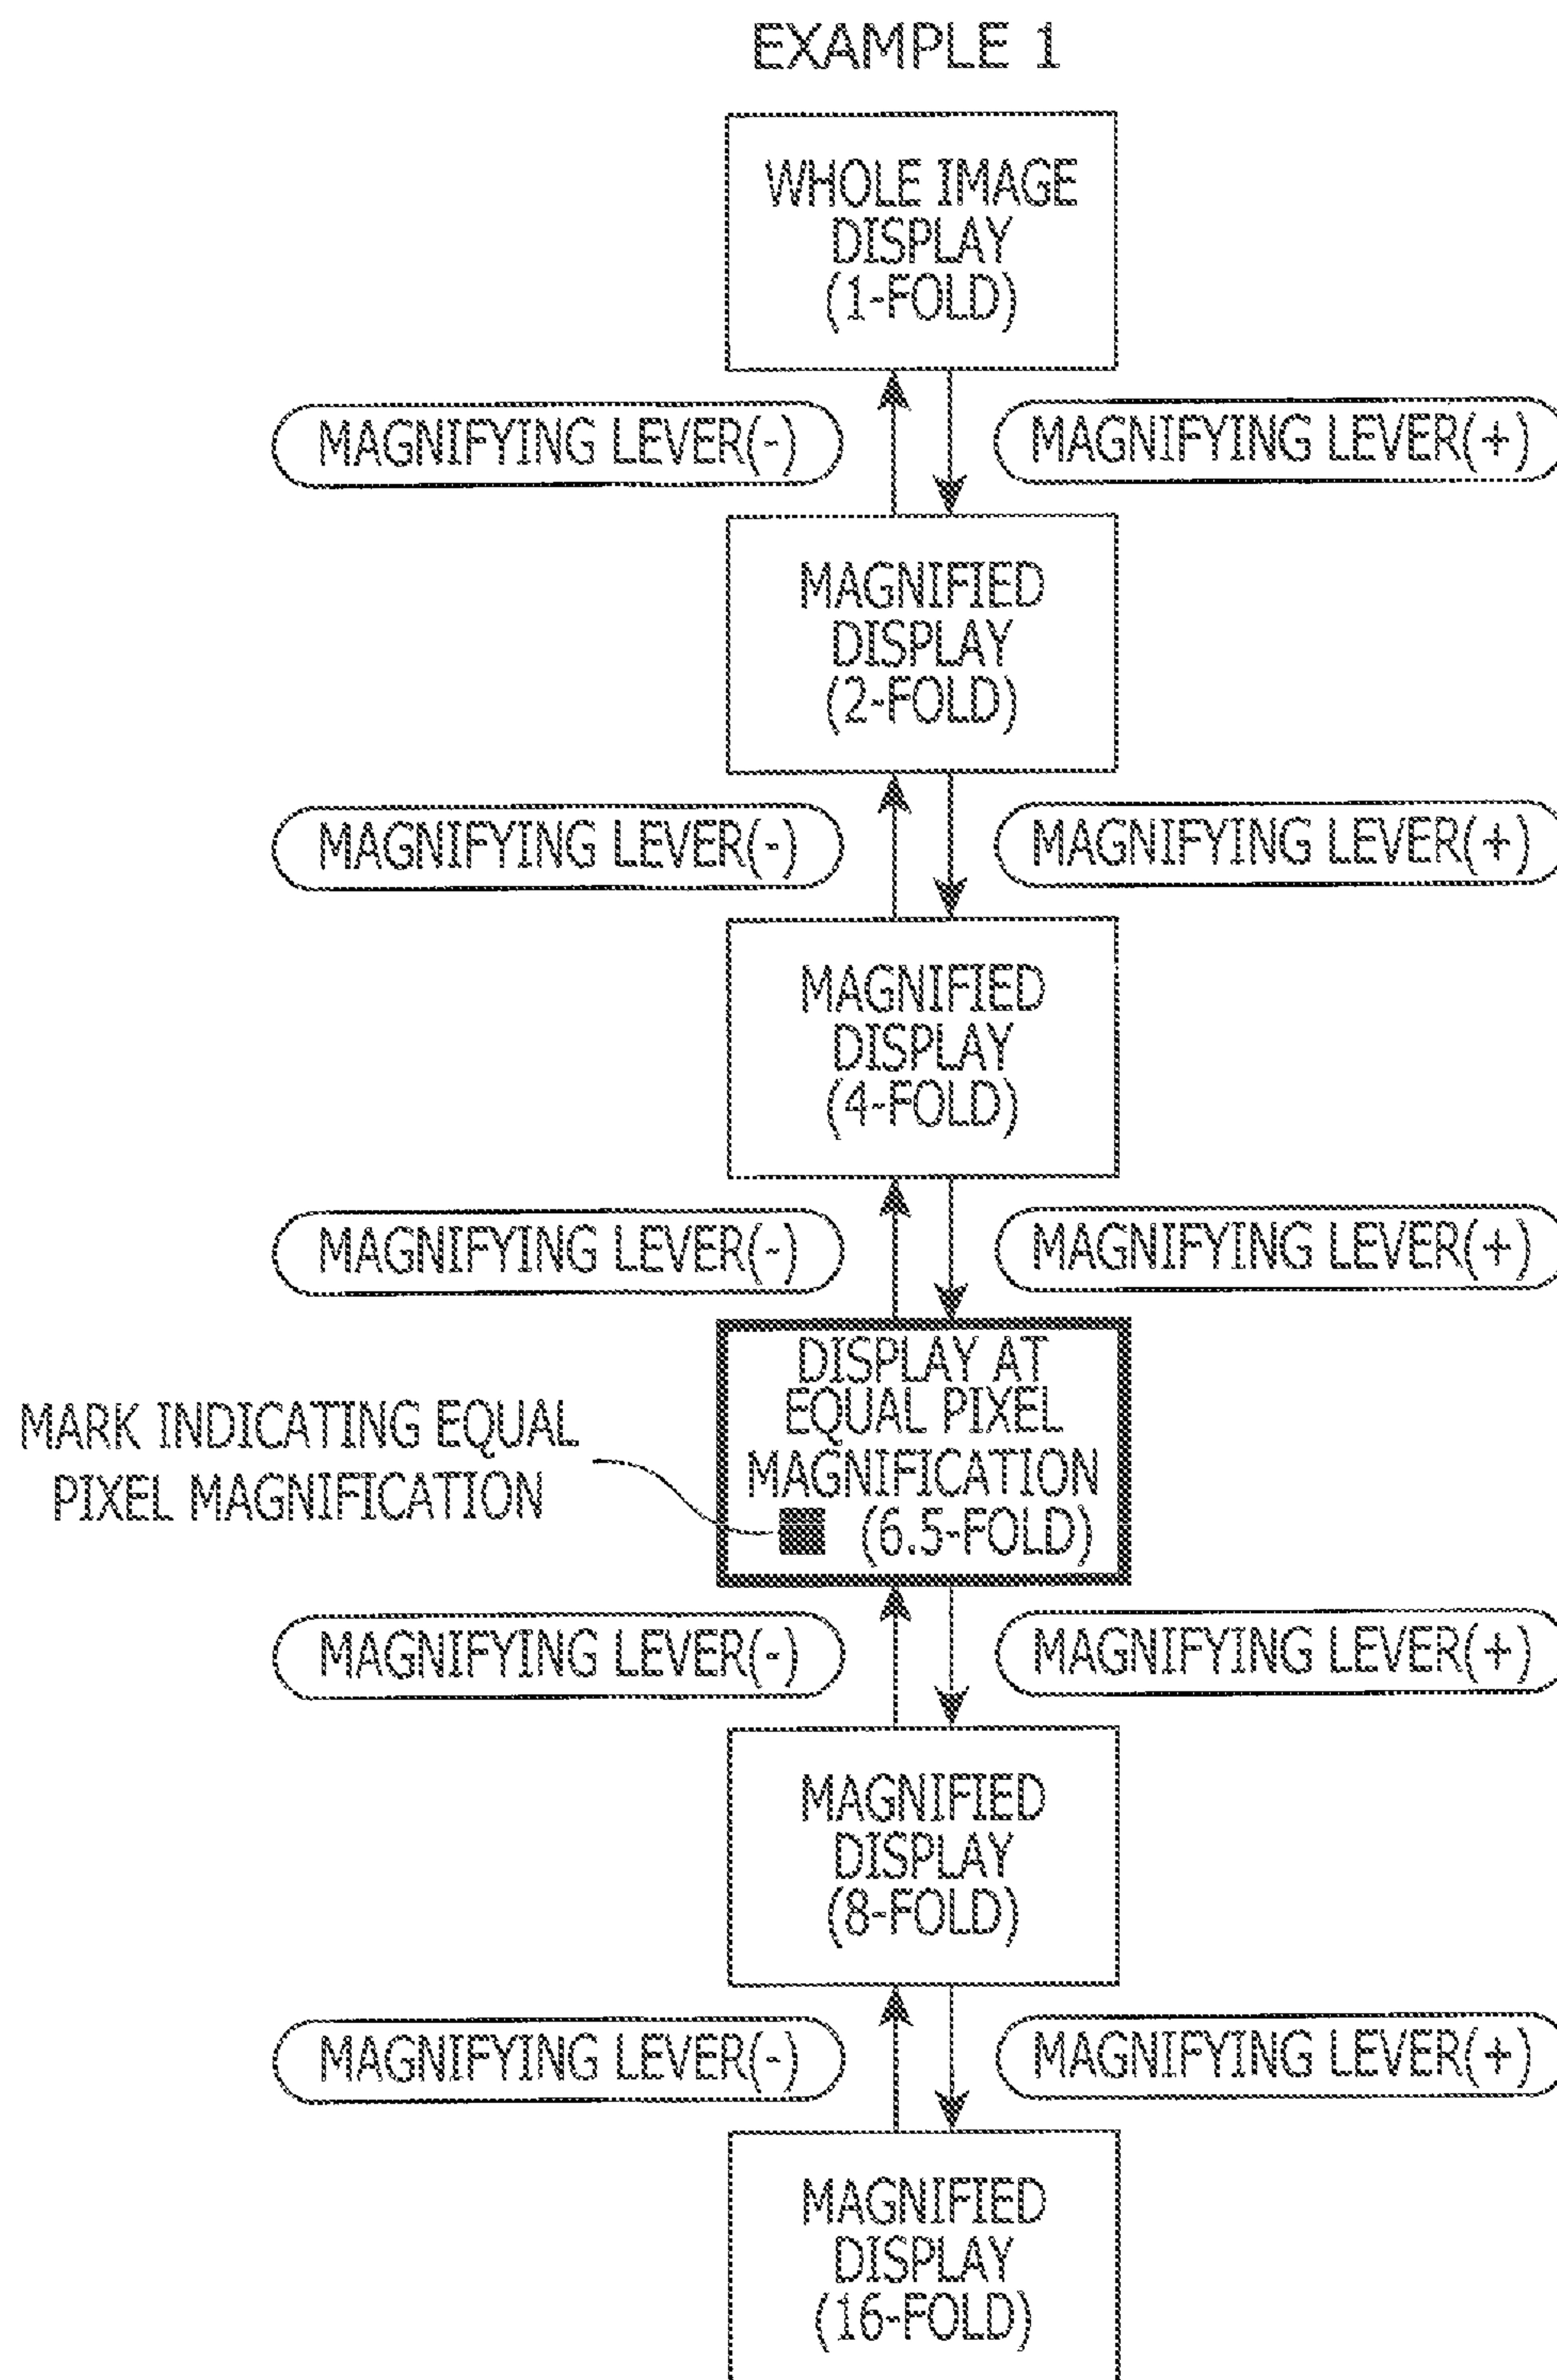 EXAMPLE 1
WHOLE IMAGE
DISPLAY
(1-FOLD)
MAGNIFYING LEVER(-)
MAGNIFYING LEVER(+)
MAGNIFIED
DISPLAY
(2-FOLD)
MAGNIFYING LEVER(-)
MAGNIFYING LEVER(+)
MAGNIFIED
DISPLAY
(4-FOLD)
MAGNIFYING LEVER(-)
MAGNIFYING LEVER(+)
DISPLAY AT
EQUAL PIXEL
MAGNIFICATION
(6.5-FOLD)
MARK INDICATING EQUAL
PIXEL MAGNIFICATION
MAGNIFYING LEVER(-)
MAGNIFYING LEVER(+)
MAGNIFIED
DISPLAY
(8-FOLD)
MAGNIFYING LEVER(-)
MAGNIFYING LEVER(+)
MAGNIFIED
DISPLAY
(16-FOLD)